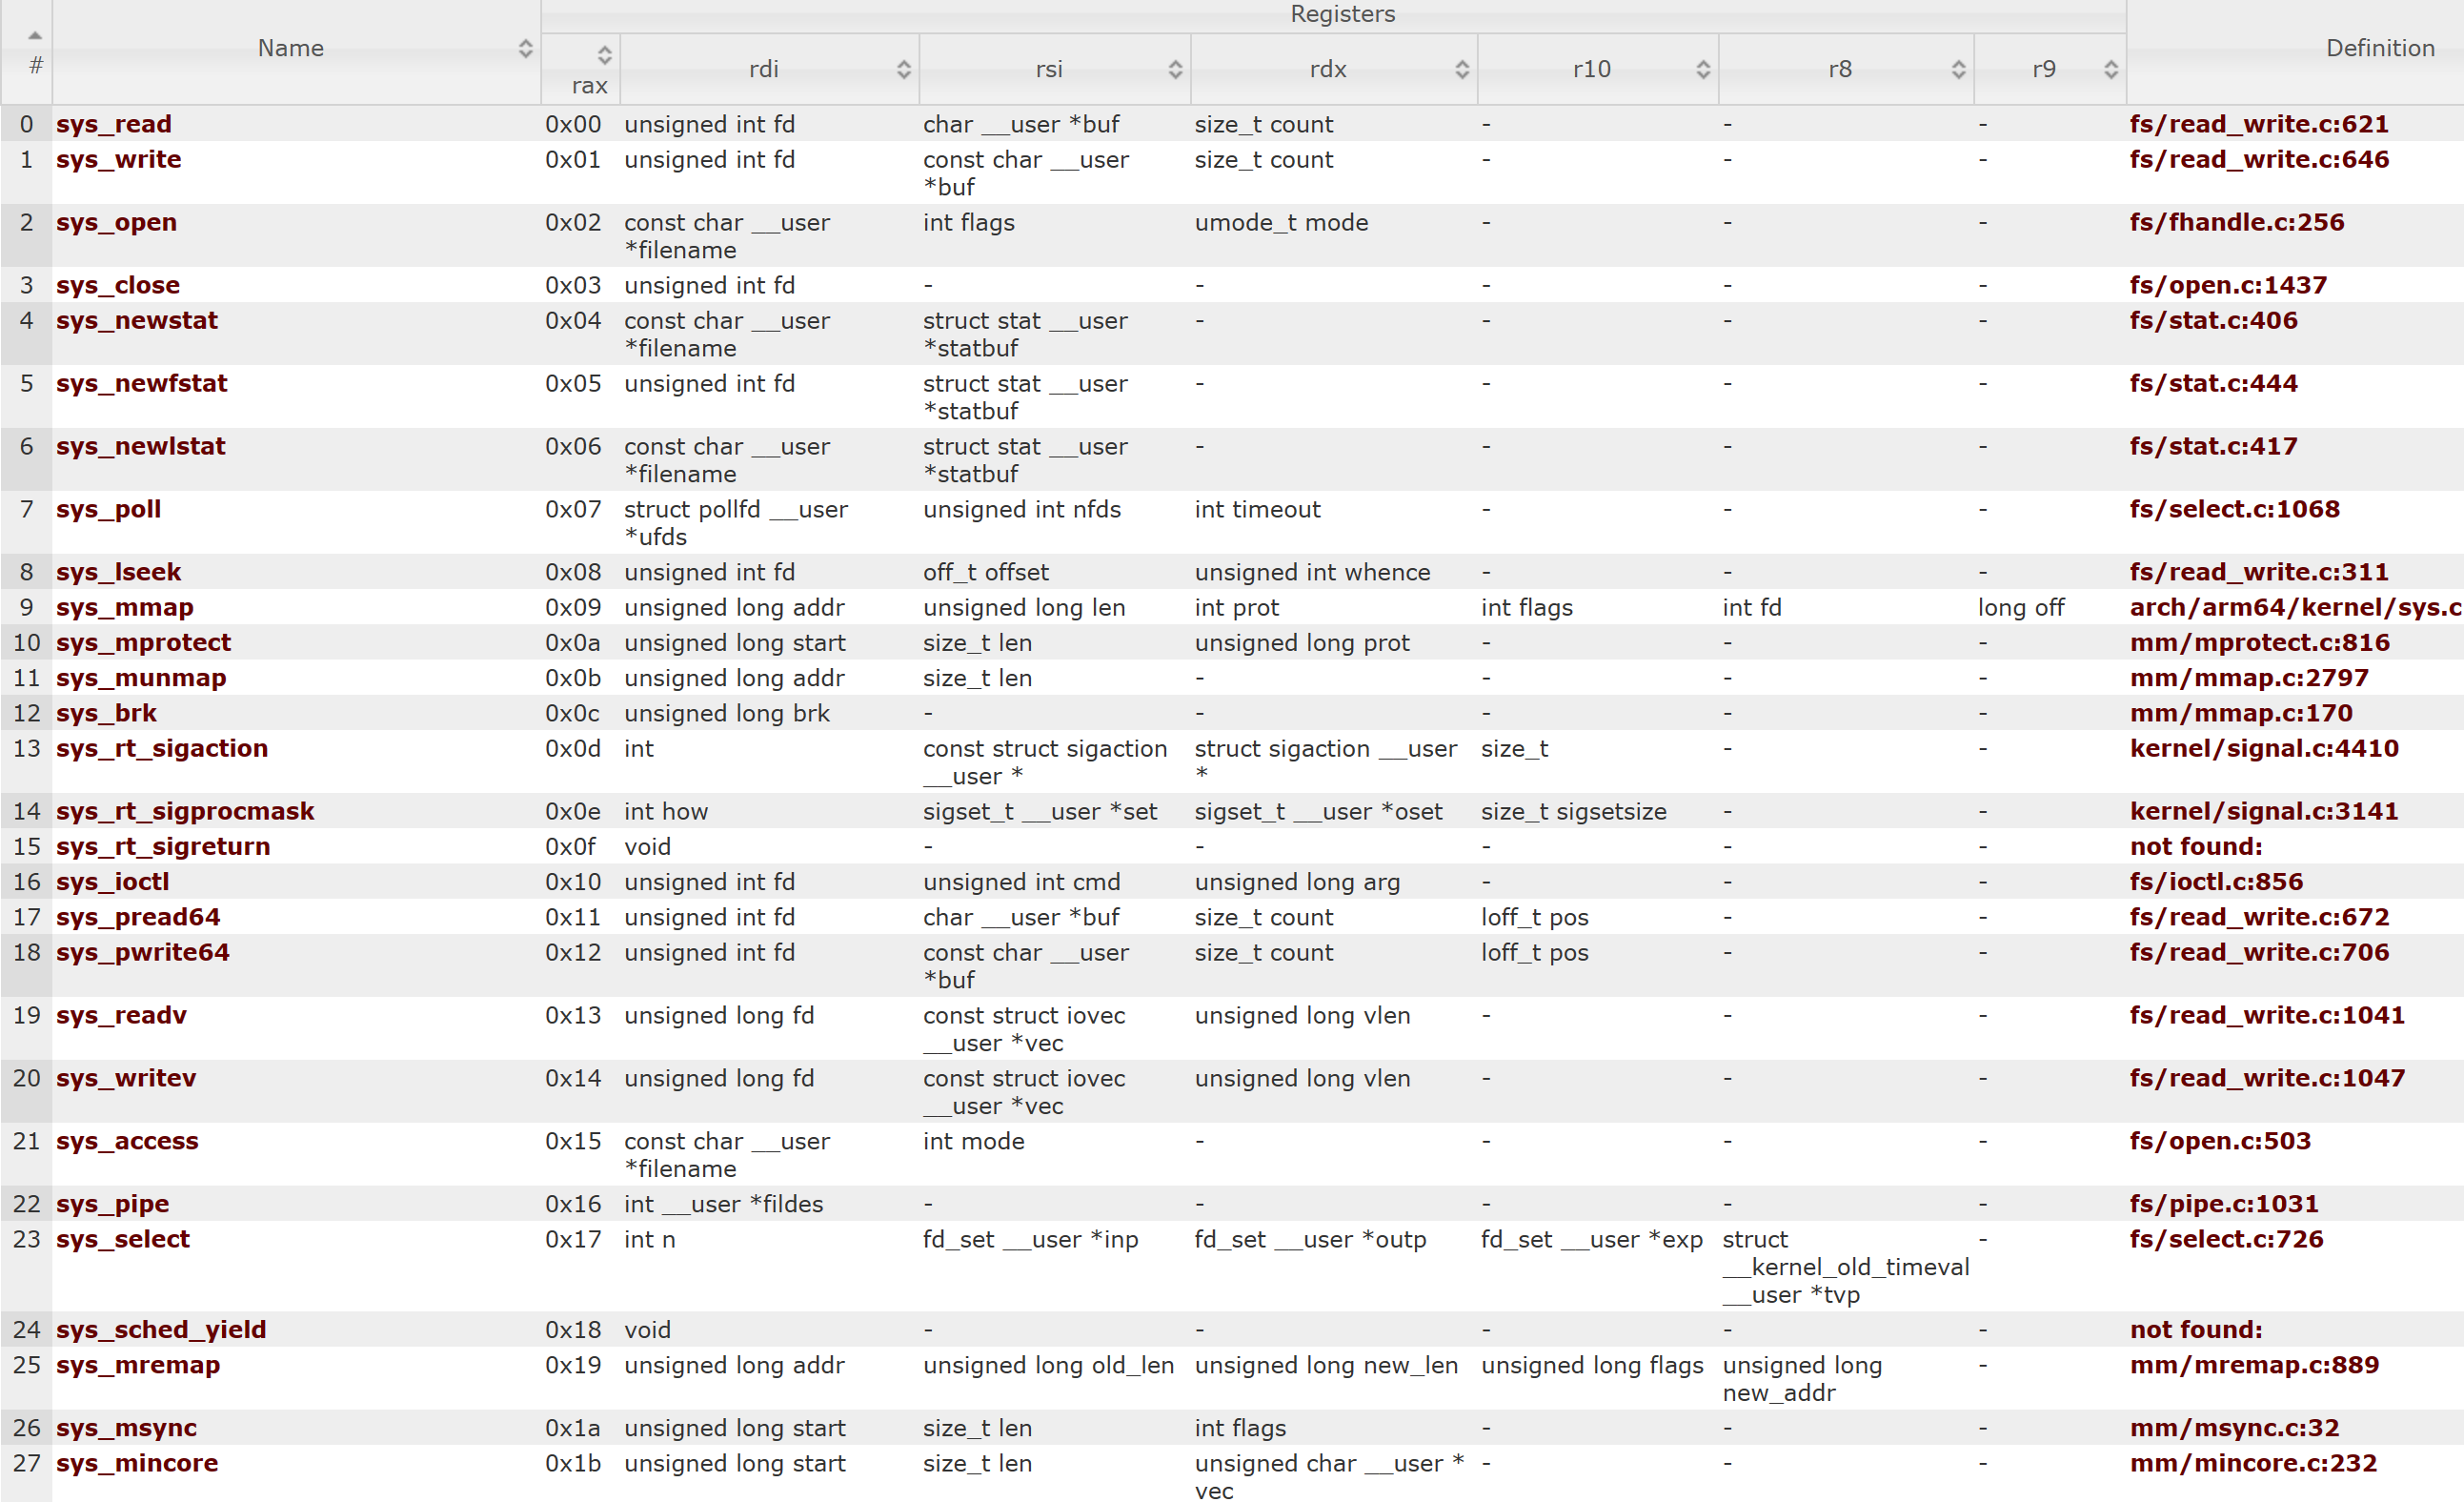 Registers
# Name rax rdi rsi rdx r10 r8 r9 Definition
0 sys_read 0x00 unsigned int fd char __user *buf size_t count - - - fs/read_write.c:621
1 sys_write 0x01 unsigned int fd const char __user *buf size_t count - - - fs/read_write.c:646
2 sys_open 0x02 const char __user *filename int flags umode_t mode - - - fs/fhandle.c:256
3 sys_close 0x03 unsigned int fd - - - - - fs/open.c:1437
4 sys_newstat 0x04 const char __user *filename struct stat __user *statbuf - - - - fs/stat.c:406
5 sys_newfstat 0x05 unsigned int fd struct stat __user *statbuf - - - - fs/stat.c:444
6 sys_newlstat 0x06 const char __user *filename struct stat __user *statbuf - - - - fs/stat.c:417
7 sys_poll 0x07 struct pollfd __user *ufds unsigned int nfds int timeout - - - fs/select.c:1068
8 sys_lseek 0x08 unsigned int fd off_t offset unsigned int whence - - - fs/read_write.c:311
9 sys_mmap 0x09 unsigned long addr unsigned long len int prot int flags int fd long off arch/arm64/kernel/sys.c
10 sys_mprotect 0x0a unsigned long start size_t len unsigned long prot - - - mm/mprotect.c:816
11 sys_munmap 0x0b unsigned long addr size_t len - - - - mm/mmap.c:2797
12 sys_brk 0x0c unsigned long brk - - - - - mm/mmap.c:170
13 sys_rt_sigaction 0x0d int const struct sigaction __user * struct sigaction __user * size_t - - kernel/signal.c:4410
14 sys_rt_sigprocmask 0x0e int how sigset_t __user *set sigset_t __user *oset size_t sigsetsize - - kernel/signal.c:3141
15 sys_rt_sigreturn 0x0f void - - - - - not found:
16 sys_ioctl 0x10 unsigned int fd unsigned int cmd unsigned long arg - - - fs/ioctl.c:856
17 sys_pread64 0x11 unsigned int fd char __user *buf size_t count loff_t pos - - fs/read_write.c:672
18 sys_pwrite64 0x12 unsigned int fd const char __user *buf size_t count loff_t pos - - fs/read_write.c:706
19 sys_readv 0x13 unsigned long fd const struct iovec __user *vec unsigned long vlen - - - fs/read_write.c:1041
20 sys_writev 0x14 unsigned long fd const struct iovec __user *vec unsigned long vlen - - - fs/read_write.c:1047
21 sys_access 0x15 const char __user *filename int mode - - - - fs/open.c:503
22 sys_pipe 0x16 int __user *fildes - - - - - fs/pipe.c:1031
23 sys_select 0x17 int n fd_set __user *inp fd_set __user *outp fd_set __user *exp struct __kernel_old_timeval __user *tvp - fs/select.c:726
24 sys_sched_yield 0x18 void - - - - - not found:
25 sys_mremap 0x19 unsigned long addr unsigned long old_len unsigned long new_len unsigned long flags unsigned long new_addr - mm/mremap.c:889
26 sys_msync 0x1a unsigned long start size_t len int flags - - - mm/msync.c:32
27 sys_mincore 0x1b unsigned long start size_t len unsigned char __user * vec - - - mm/mincore.c:232